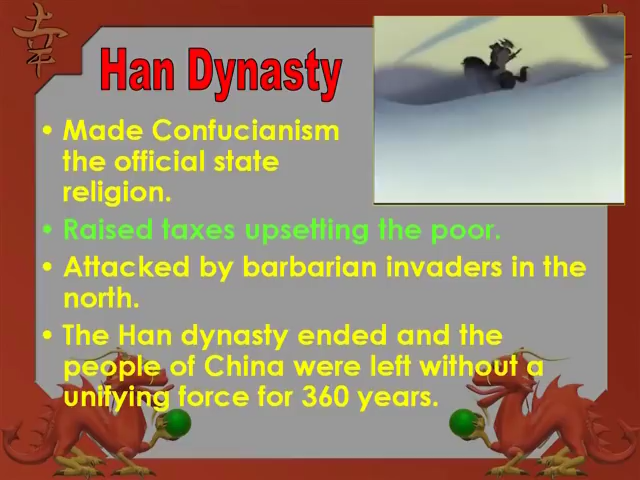 Han Dynasty
• Made Confucianism
the official state
religion.
• Raised taxes upsetting the poor.
• Attacked by barbarian invaders in the
north.
• The Han dynasty ended and the
people of China were left without a
unifying force for 360 years.